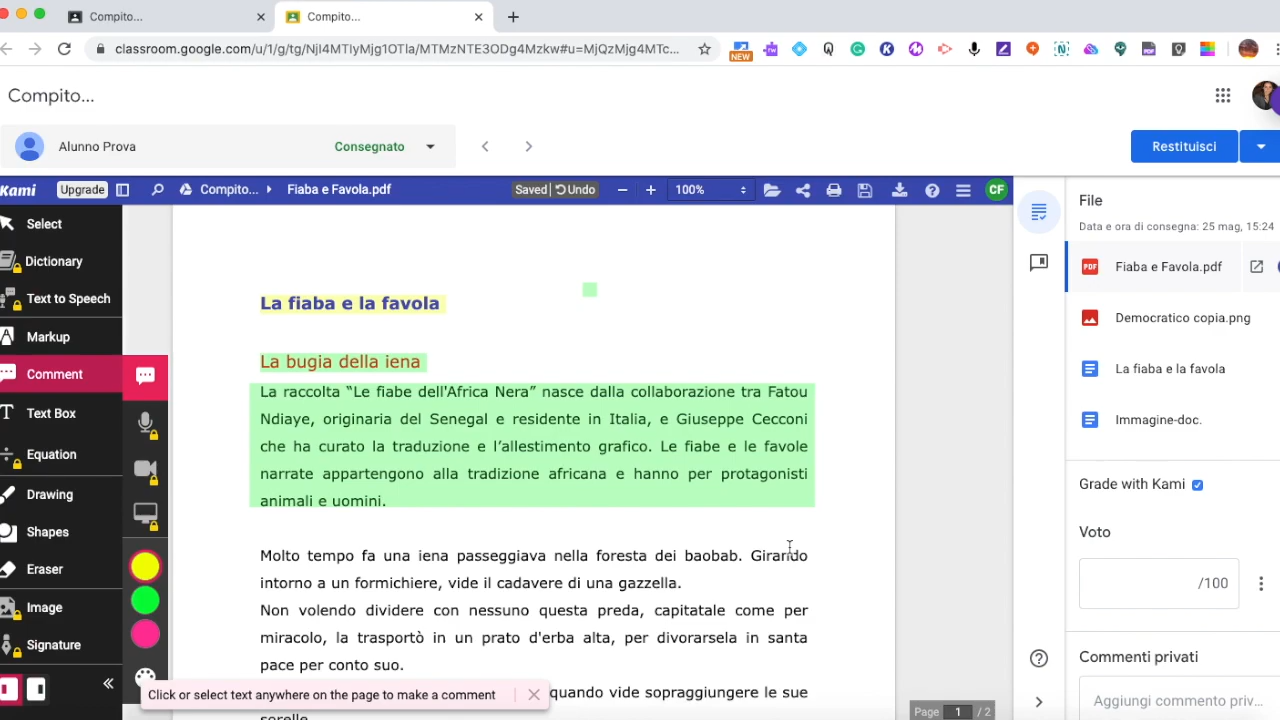 Compito...
Compito...
classroom.google.com/u/1/g/tg/NjI4MTIyMjg1OTIa/MTMzNTE3ODg4Mzkw#u=MjQzMjg4MTc...
NEW
Compito...
Alunno Prova
Consegnato
Restituisci
Kami
Upgrade
Compito...
Fiaba e Favola.pdf
Saved
Undo
100%
CF
Select
Dictionary
Text to Speech
Markup
Comment
Text Box
Equation
Drawing
Shapes
Eraser
Image
Signature
La fiaba e la favola
La bugia della iena
La raccolta “Le fiabe dell'Africa Nera” nasce dalla collaborazione tra Fatou
Ndiaye, originaria del Senegal e residente in Italia, e Giuseppe Cecconi
che ha curato la traduzione e l’allestimento grafico. Le fiabe e le favole
narrate appartengono alla tradizione africana e hanno per protagonisti
animali e uomini.
Molto tempo fa una iena passeggiava nella foresta dei baobab. Girando
intorno a un formichiere, vide il cadavere di una gazzella.
Non volendo dividere con nessuno questa preda, capitatale come per
miracolo, la trasportò in un prato d'erba alta, per divorarsela in santa
pace per conto suo.
quando vide sopraggiungere le sue
sorelle
Click or select text anywhere on the page to make a comment
Page 1 / 2
File
Data e ora di consegna: 25 mag, 15:24
PDF
Fiaba e Favola.pdf
Democratico copia.png
La fiaba e la favola
Immagine-doc.
Grade with Kami
Voto
/100
Commenti privati
Aggiungi commento priv...